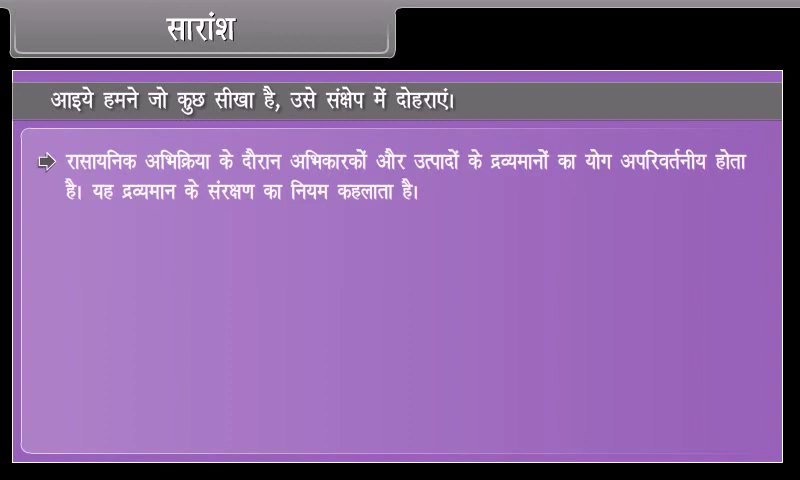 सारांश
आइये हमने जो कुछ सीखा है, उसे संक्षेप में दोहराएं।
रासायनिक अभिक्रिया के दौरान अभिकारकों और उत्पादों के द्रव्यमानों का योग अपरिवर्तनीय होता
है। यह द्रव्यमान के संरक्षण का नियम कहलाता है।